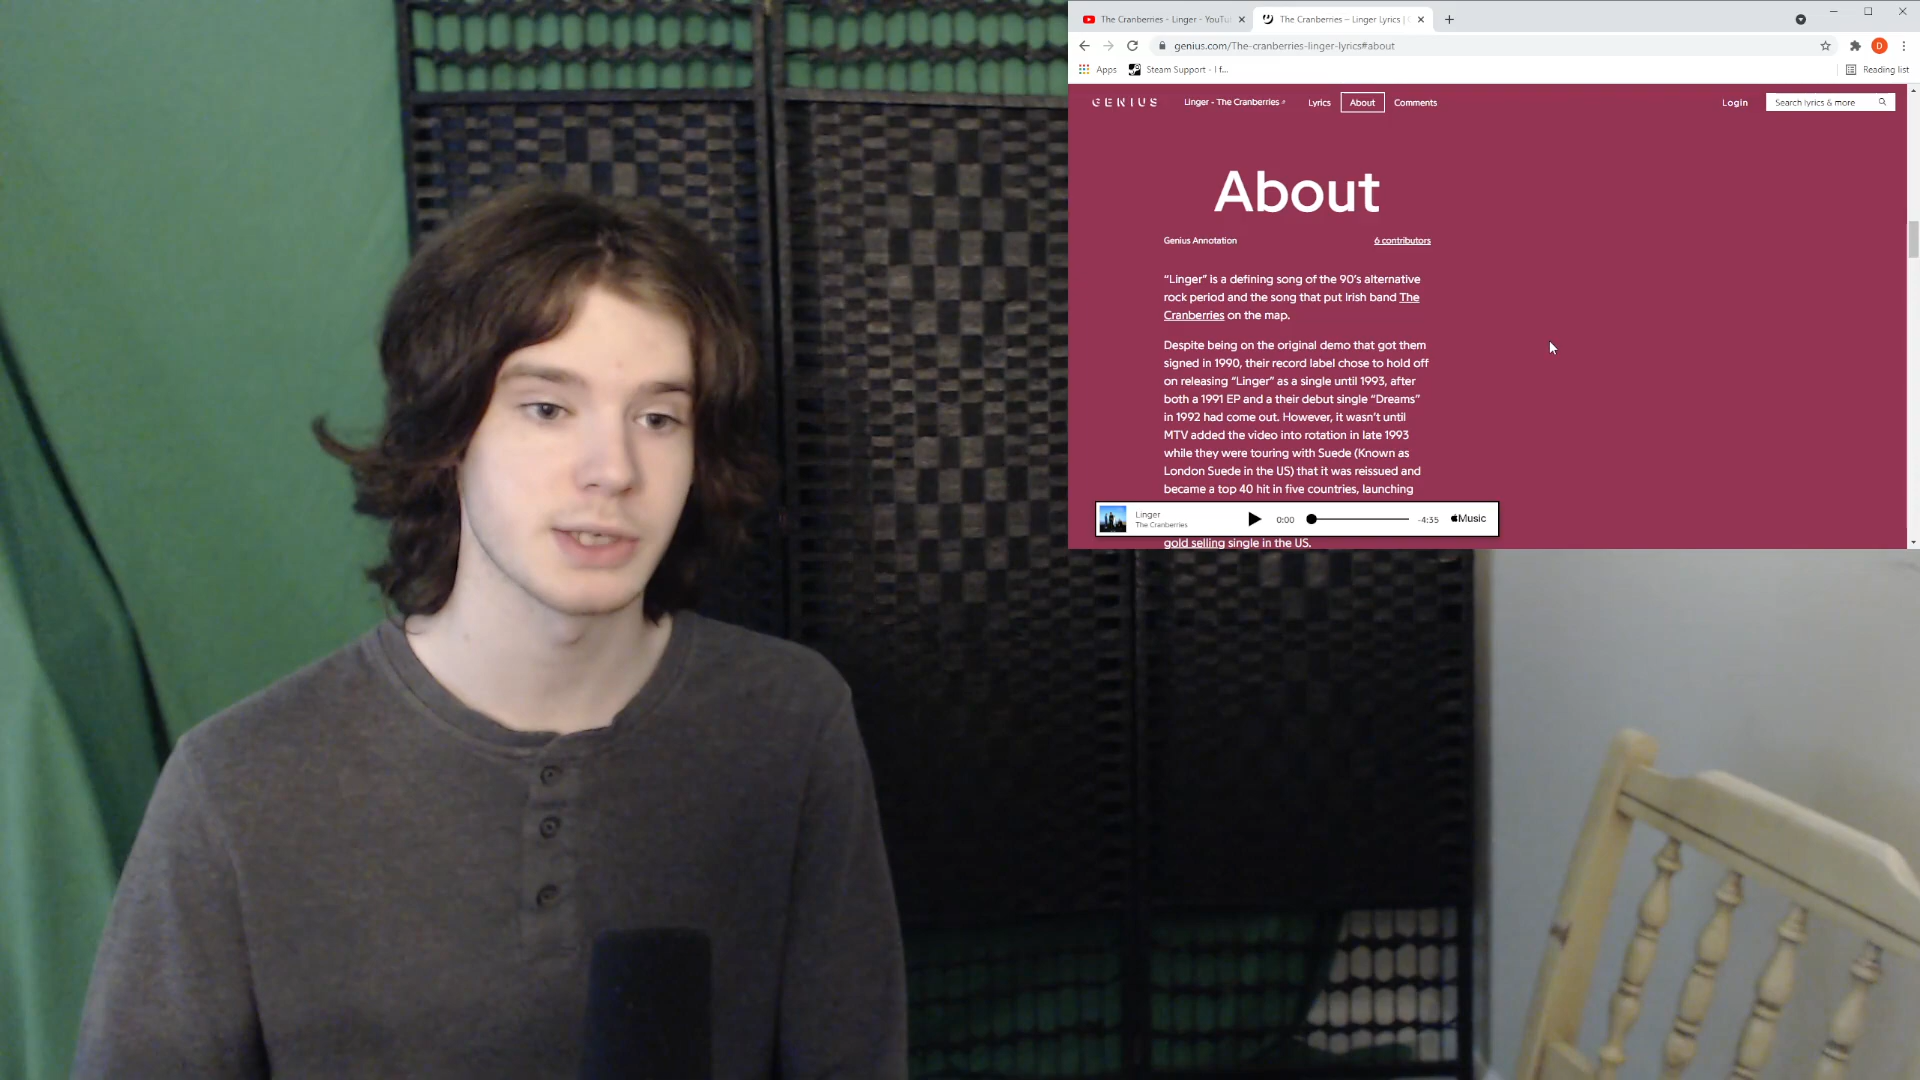 The Cranberries - Linger - YouTu
The Cranberries – Linger Lyrics |
genius.com/The-cranberries-linger-lyrics#about
D
Apps
Steam Support - I f...
Reading list
GENIUS
Linger - The Cranberries
Lyrics
About
Comments
Login
Search lyrics & more
About
Genius Annotation
6 contributors
“Linger” is a defining song of the 90’s alternative
rock period and the song that put Irish band The
Cranberries on the map.
Despite being on the original demo that got them
signed in 1990, their record label chose to hold off
on releasing “Linger” as a single until 1993, after
both a 1991 EP and a their debut single “Dreams”
in 1992 had come out. However, it wasn’t until
MTV added the video into rotation in late 1993
while they were touring with Suede (Known as
London Suede in the US) that it was reissued and
became a top 40 hit in five countries, launching
Linger
The Cranberries
0:00
-4:35
Music
gold selling single in the US.